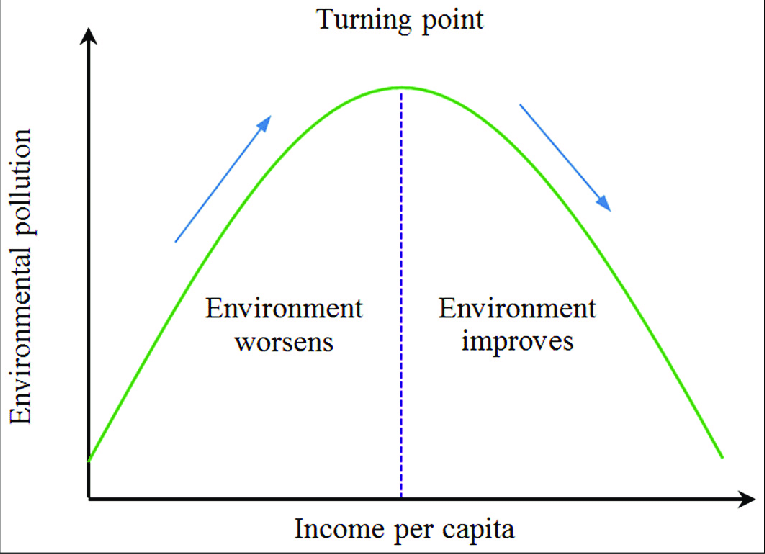 Turning point
Environmental pollution
Environment
worsens
Environment
improves
Income per capita